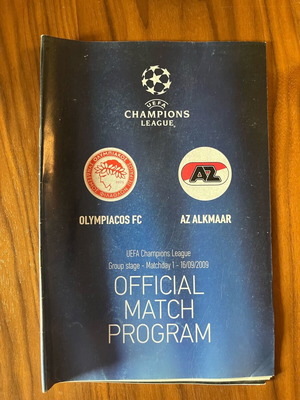 UEFA
CHAMPIONS
LEAGUE
AZ
OLYMPIACOS FC
AZ ALKMAAR
UEFA Champions League
Group stage - Matchday 1 - 16/09/2009
OFFICIAL
MATCH
PROGRAM